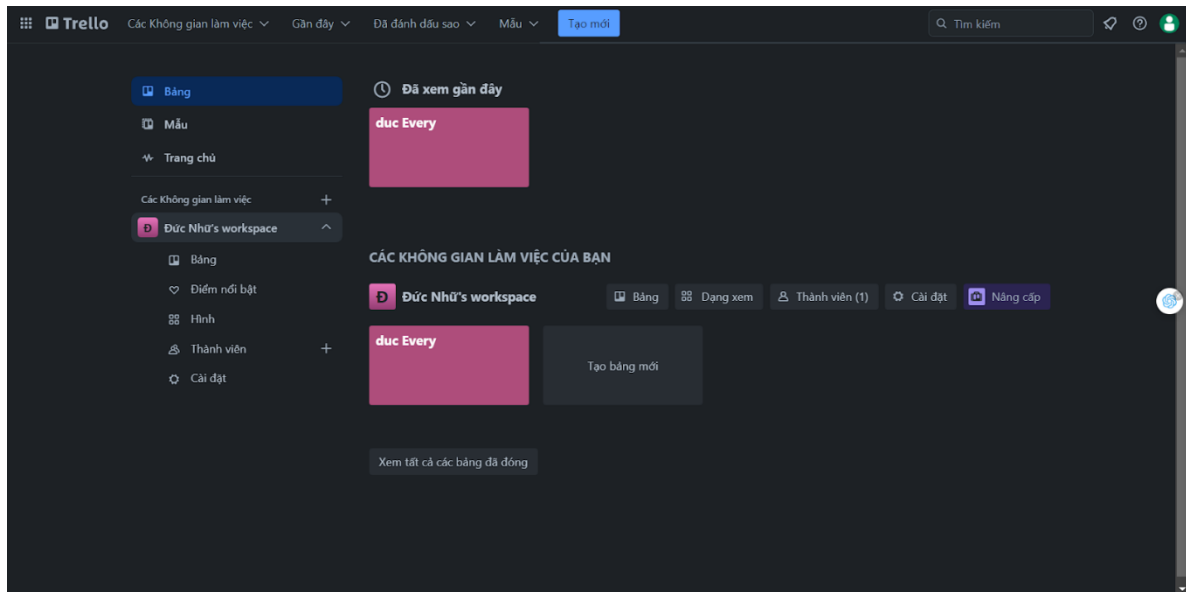 Trello Các Không gian làm việc Gần đây Đã đánh dấu sao Mẫu Tạo mới Tìm kiếm
Bảng
Mẫu
Trang chủ
Các Không gian làm việc
Đ Đức Nhữ's workspace
Bảng
Điểm nổi bật
Hình
Thành viên
Cài đặt
Đã xem gần đây
duc Every
CÁC KHÔNG GIAN LÀM VIỆC CỦA BẠN
Đ Đức Nhữ's workspace Bảng Dạng xem Thành viên (1) Cài đặt Nâng cấp
duc Every
Tạo bảng mới
Xem tất cả các bảng đã đóng